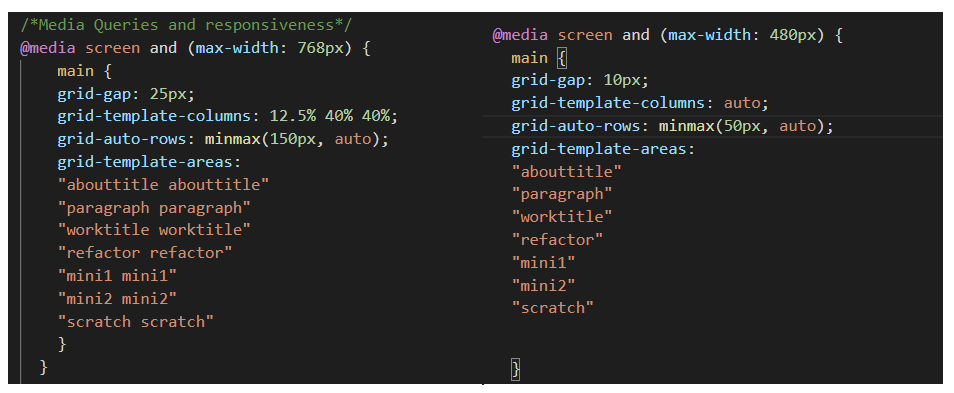 /*Media Queries and responsiveness*/
@media screen and (max-width: 768px) {
main {
grid-gap: 25px;
grid-template-columns: 12.5% 40% 40%;
grid-auto-rows: minmax(150px, auto);
grid-template-areas:
"abouttitle abouttitle"
"paragraph paragraph"
"worktitle worktitle"
"refactor refactor"
"mini1 mini1"
"mini2 mini2"
"scratch scratch"
}
}
@media screen and (max-width: 480px) {
main {
grid-gap: 10px;
grid-template-columns: auto;
grid-auto-rows: minmax(50px, auto);
grid-template-areas:
"abouttitle"
"paragraph"
"worktitle"
"refactor"
"mini1"
"mini2"
"scratch"
}